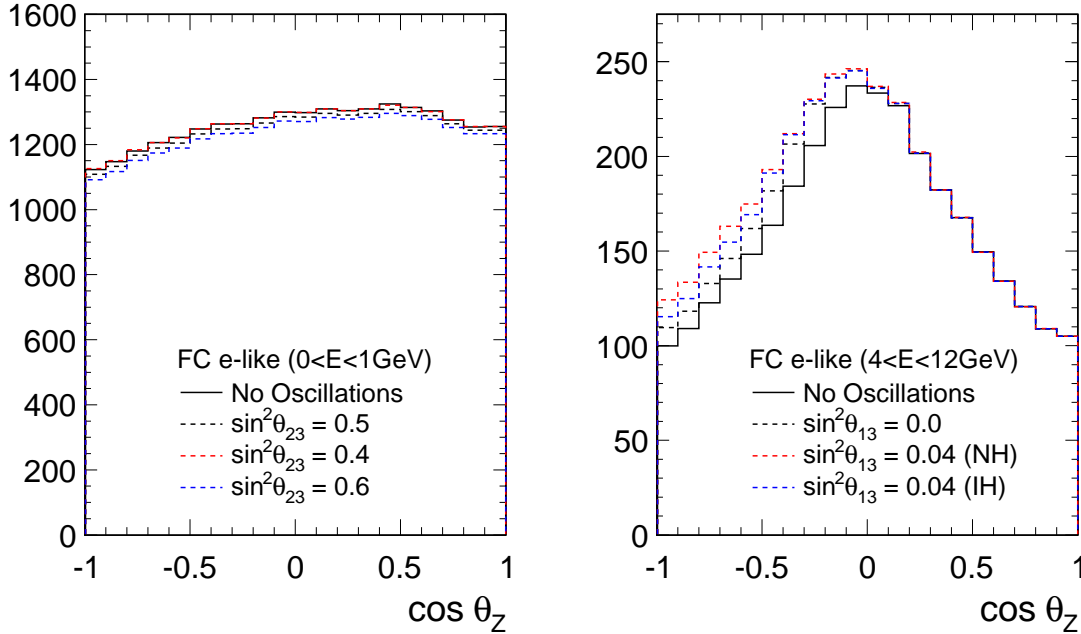 1600
1400
1200
1000
800
600
400
200
0
-1 -0.5 0 0.5 1
cos θZ
FC e-like (0<E<1GeV)
No Oscillations
sin²θ₂₃ = 0.5
sin²θ₂₃ = 0.4
sin²θ₂₃ = 0.6
250
200
150
100
50
0
-1 -0.5 0 0.5 1
cos θZ
FC e-like (4<E<12GeV)
No Oscillations
sin²θ₁₃ = 0.0
sin²θ₁₃ = 0.04 (NH)
sin²θ₁₃ = 0.04 (IH)